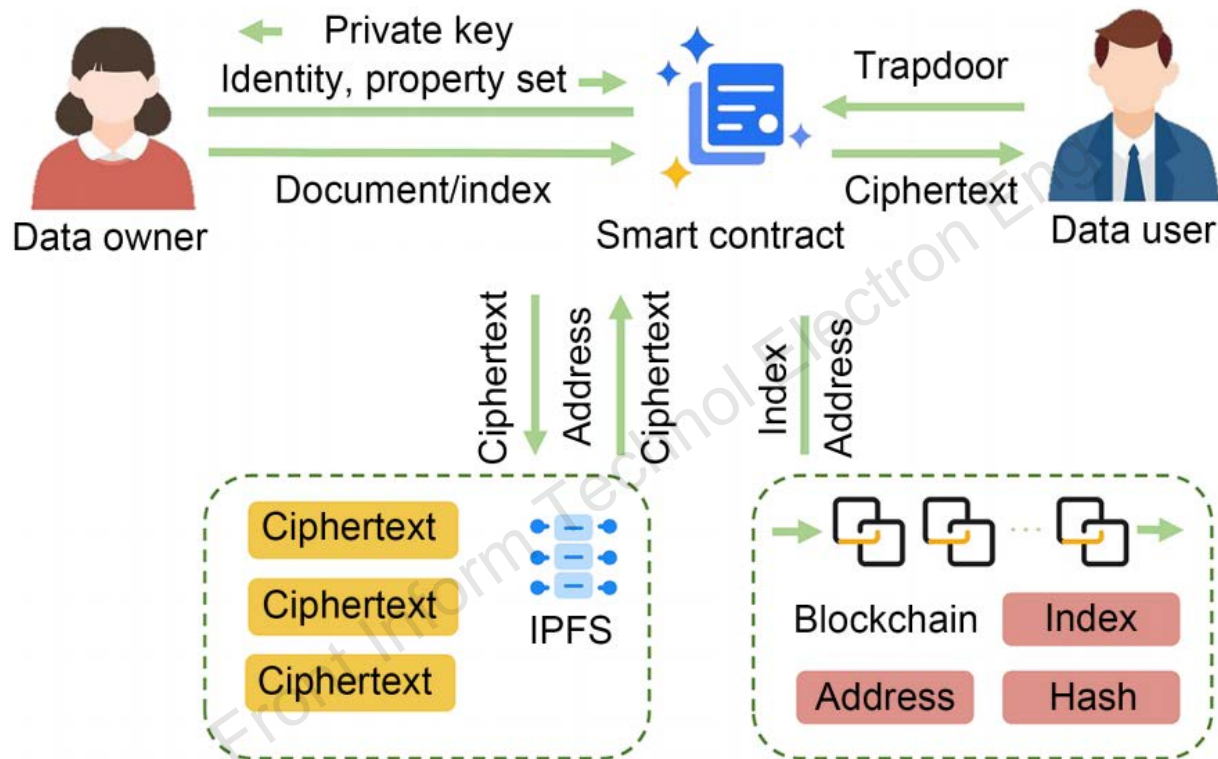 Private key
Identity, property set
Document/index
Data owner
Smart contract
Trapdoor
Ciphertext
Data user
Ciphertext
Address
Ciphertext
Index
Address
Ciphertext
Ciphertext
Ciphertext
IPFS
Blockchain
Index
Address
Hash
Front Inform Technol Electron Eng